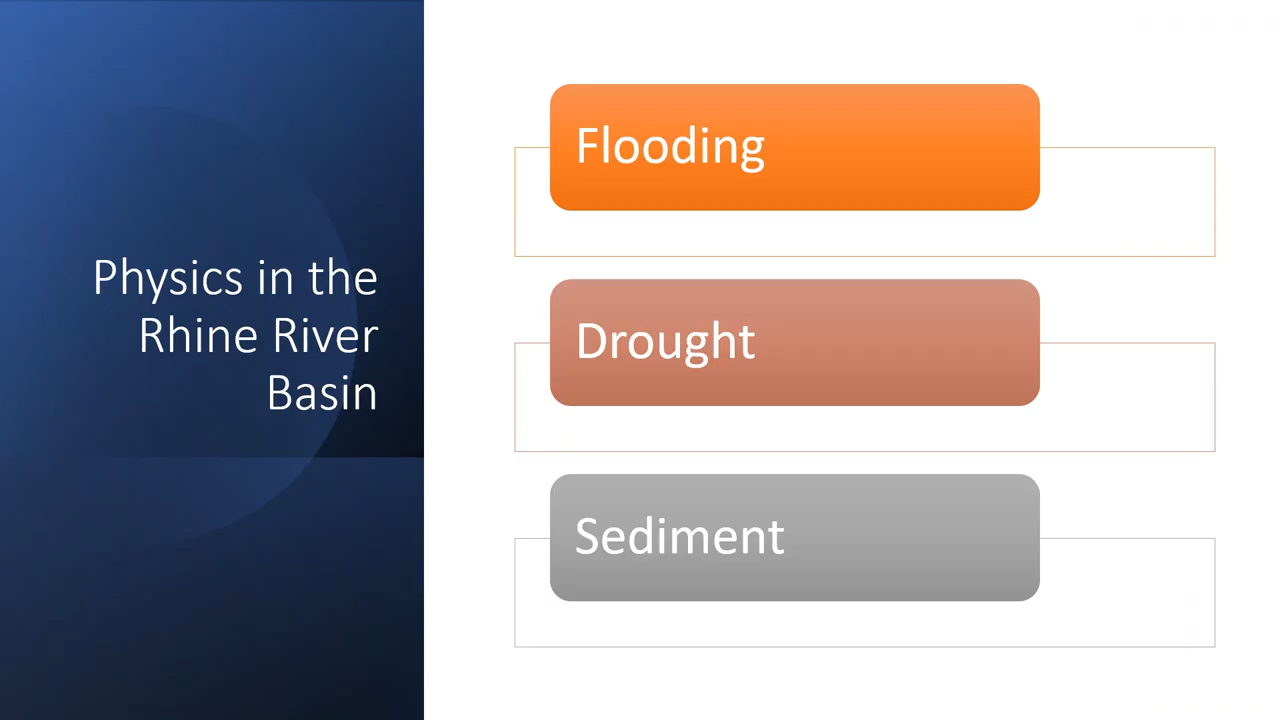 Physics in the
Rhine River
Basin
Flooding
Drought
Sediment